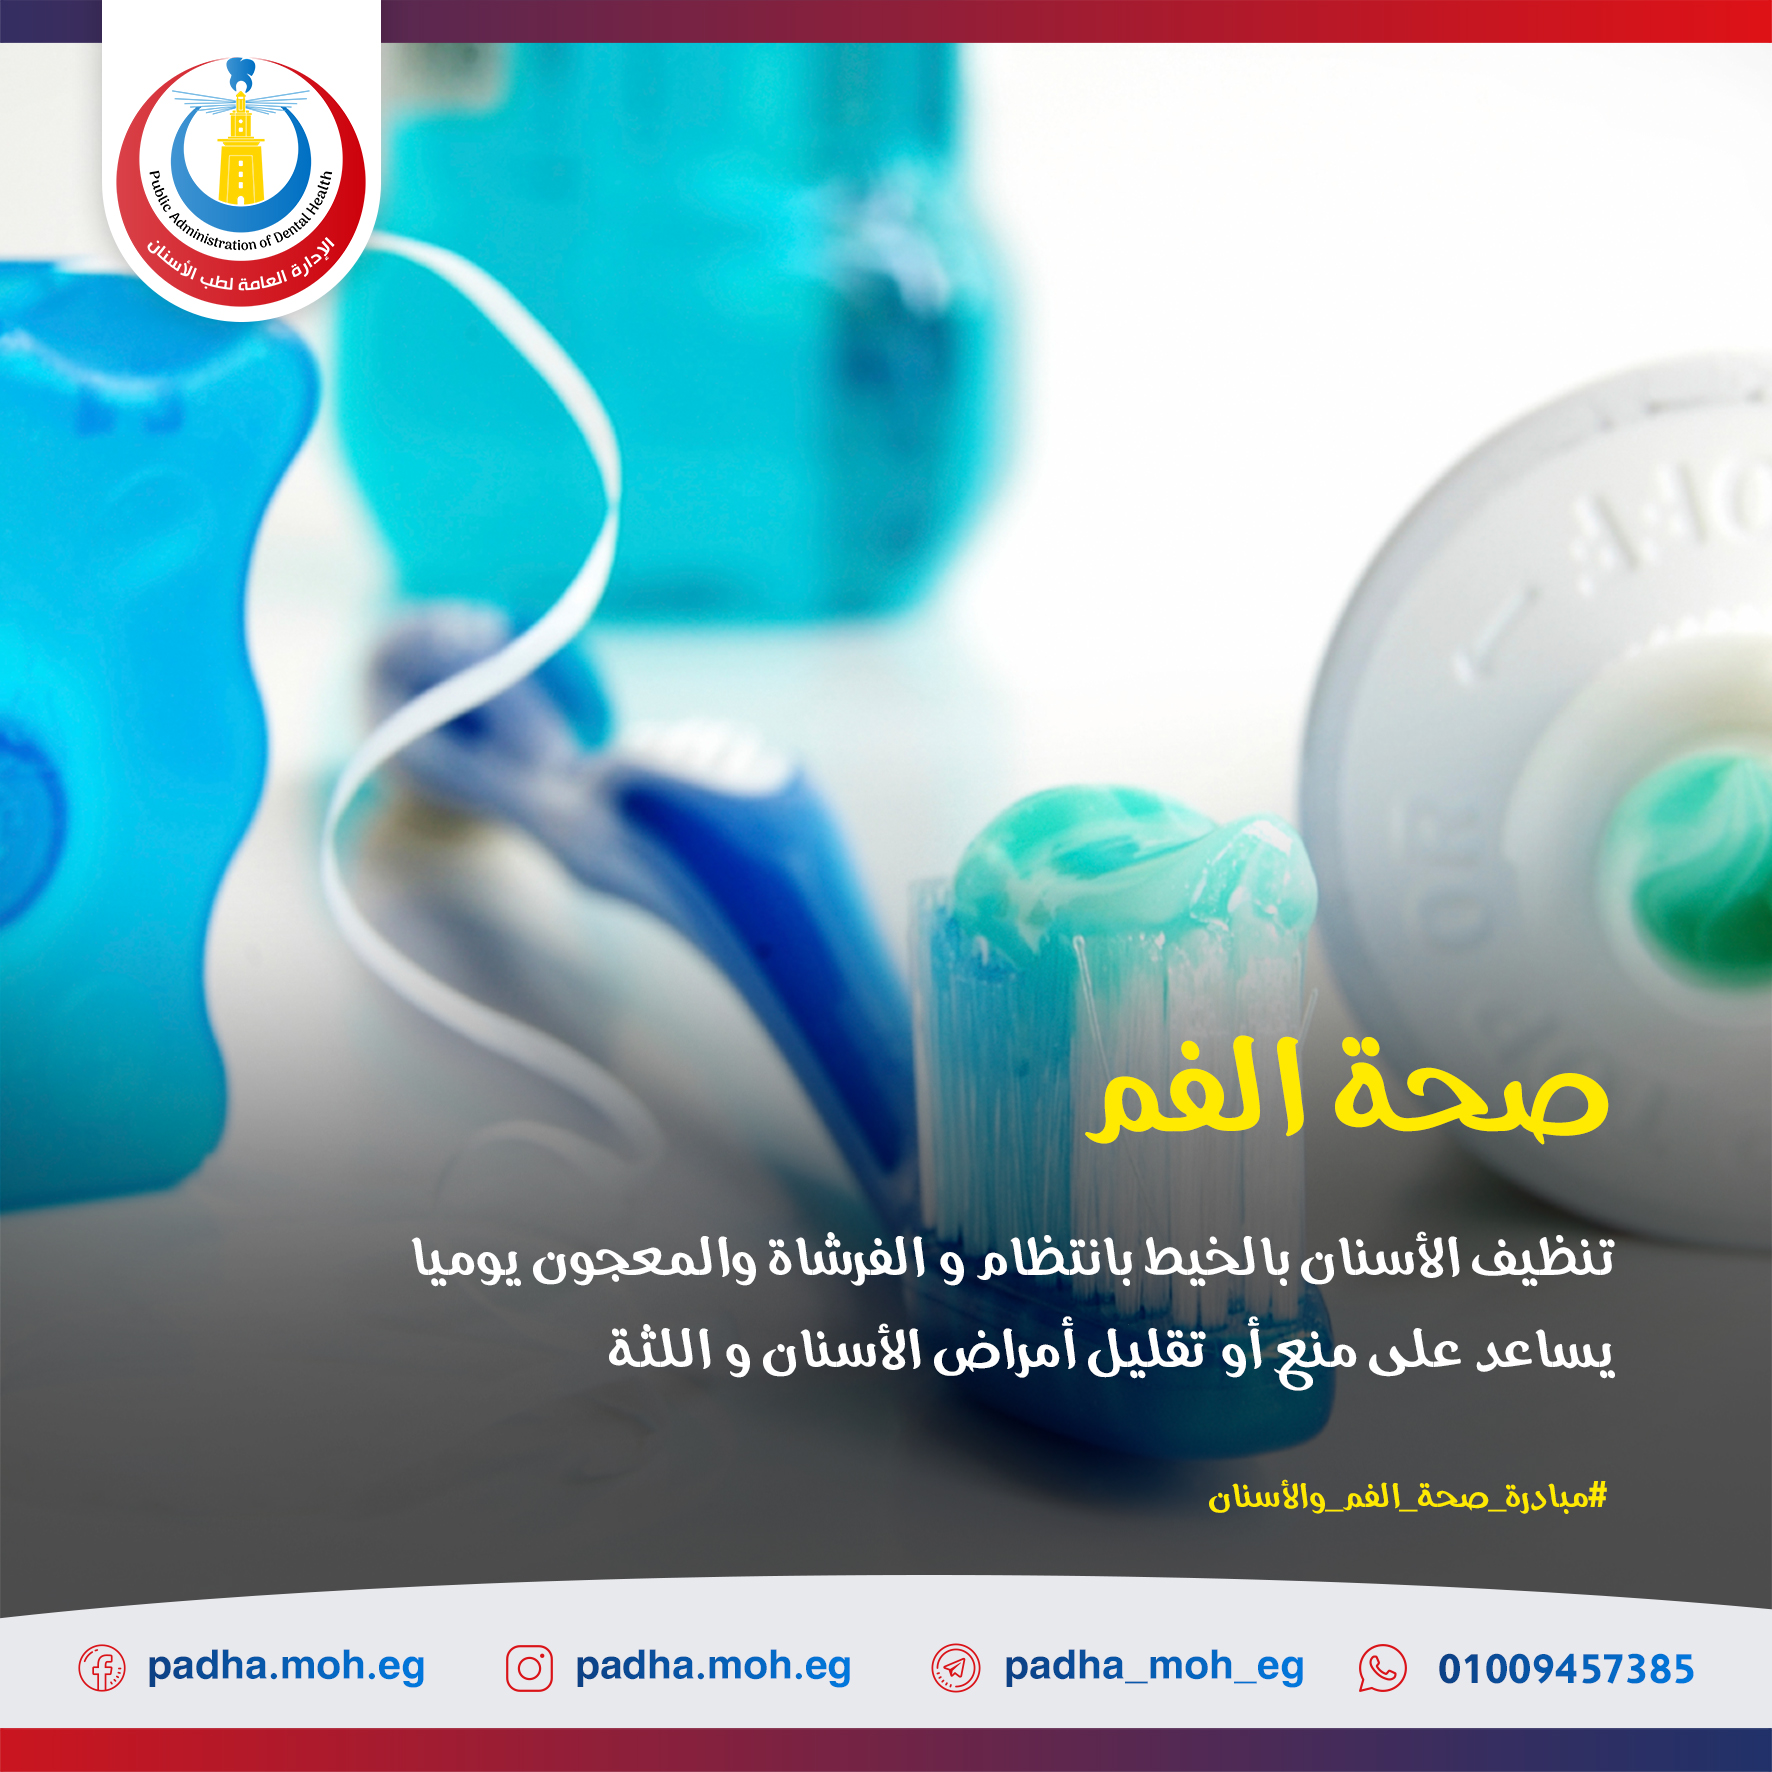 Public Administration of Dental Health
الإدارة العامة لطب الأسنان
صحة الفم
تنظيف الأسنان بالخيط بانتظام و الفرشاة والمعجون يوميا
يساعد على منع أو تقليل أمراض الأسنان و اللثة
#مبادرة_صحة_الفم_والأسنان
padha.moh.eg
padha.moh.eg
padha_moh_eg
01009457385